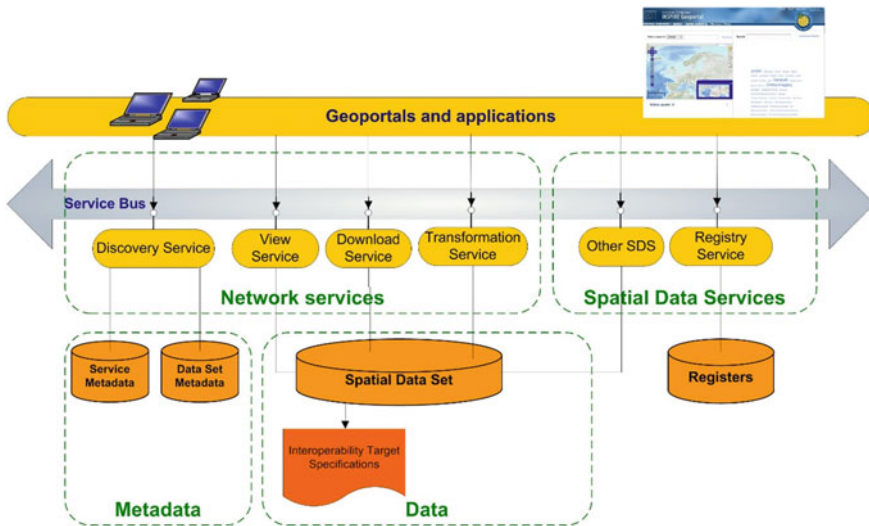 INSPIRE Geoportal
Geoportals and applications
Service Bus
Discovery Service
View
Service
Download
Service
Transformation
Service
Other SDS
Registry
Service
Network services
Spatial Data Services
Service
Metadata
Data Set
Metadata
Spatial Data Set
Registers
Interoperability Target
Specifications
Metadata
Data